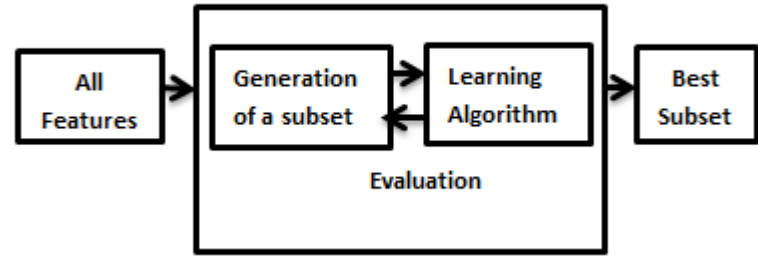 All
Features
Generation
of a subset
Learning
Algorithm
Evaluation
Best
Subset